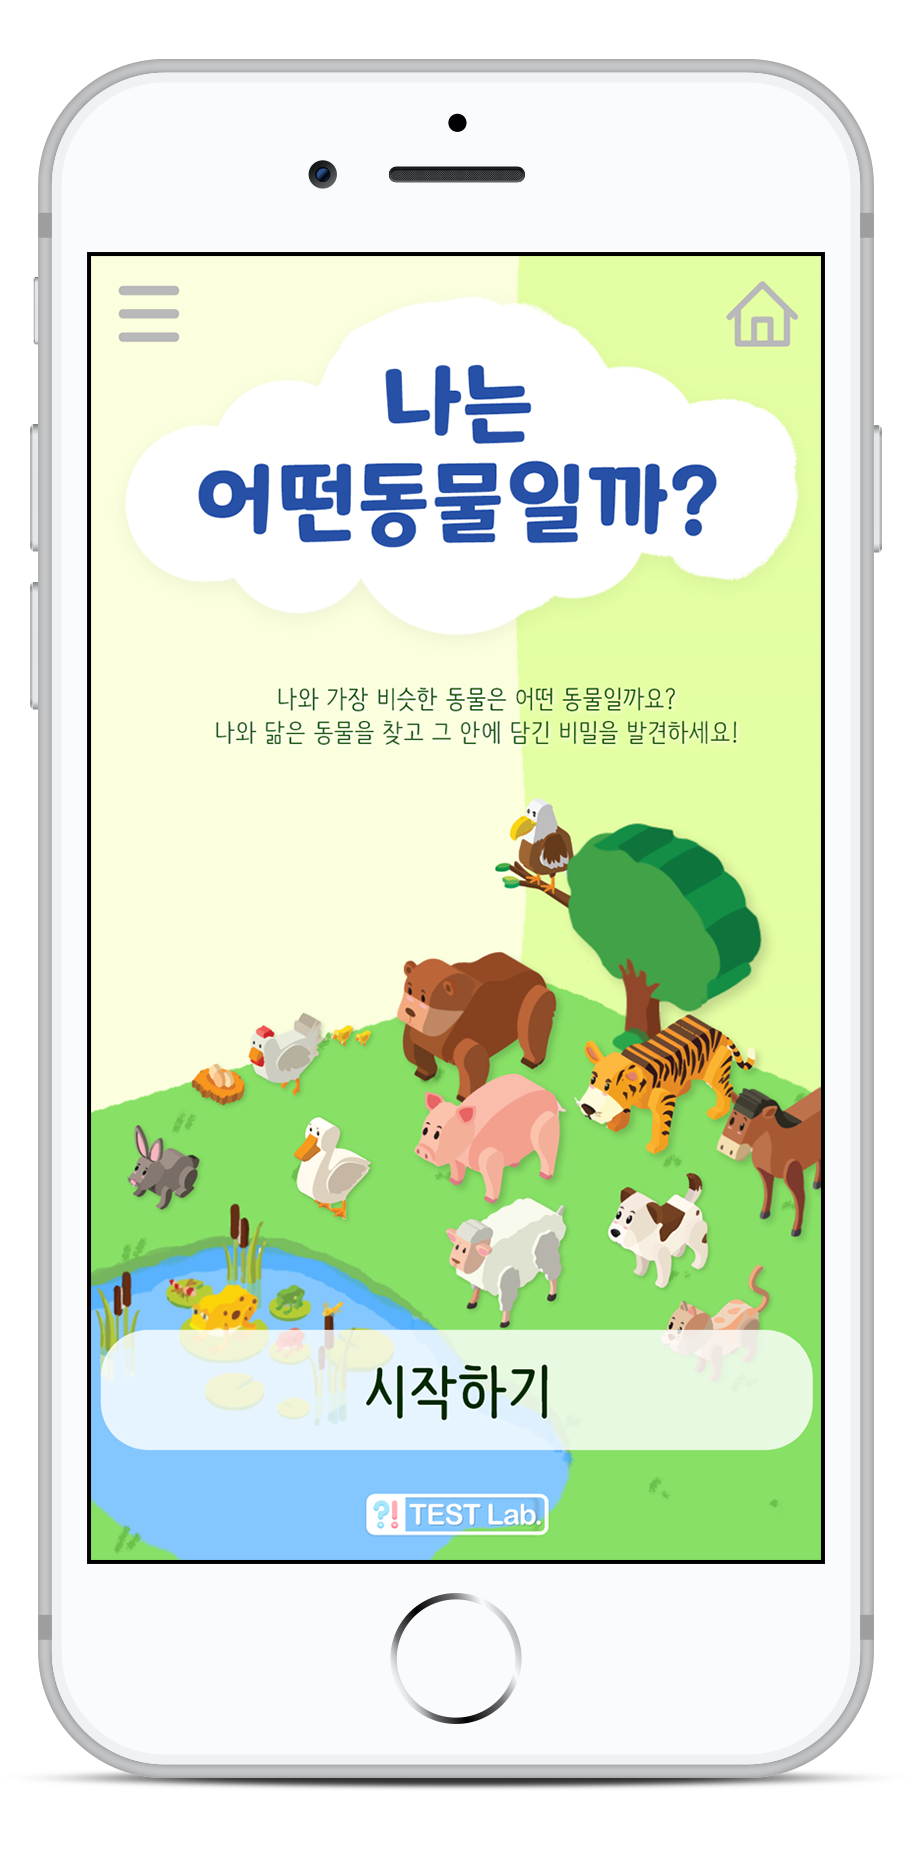 나는
어떤동물일까?
나와 가장 비슷한 동물은 어떤 동물일까요?
나와 닮은 동물을 찾고 그 안에 담긴 비밀을 발견하세요!
시작하기
?! TEST Lab.